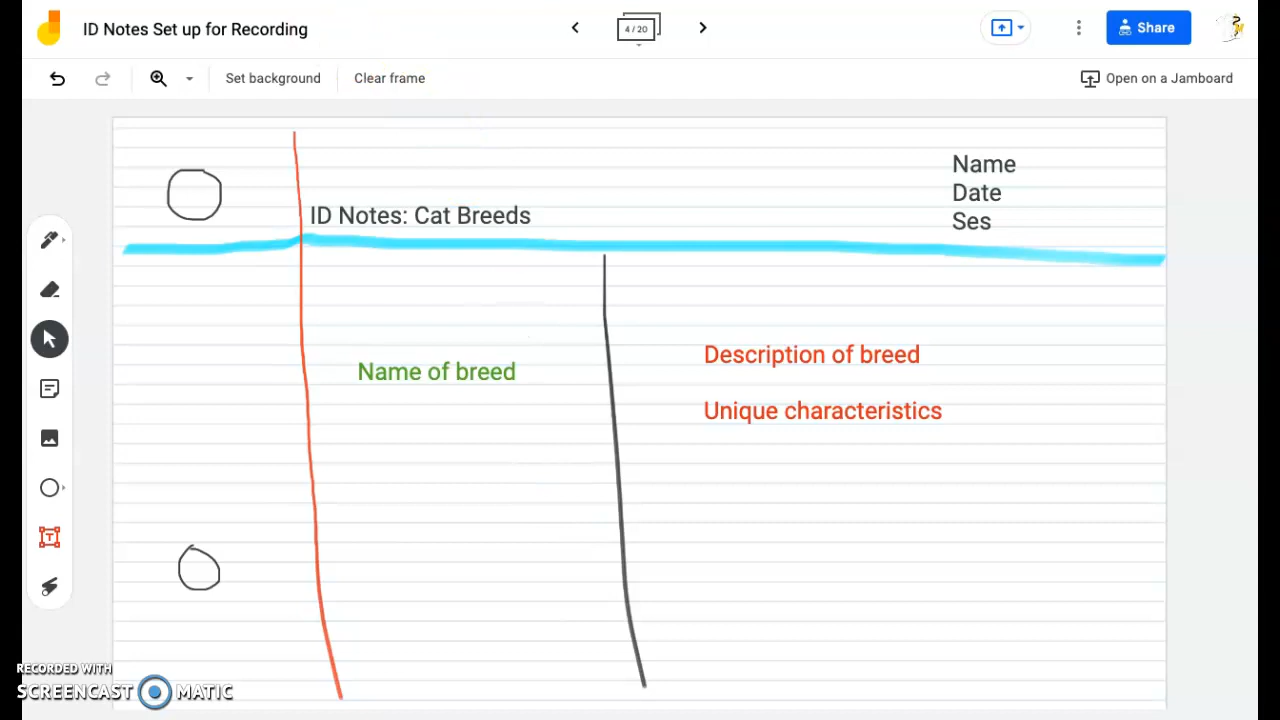 ID Notes Set up for Recording
4 / 20
Share
Set background
Clear frame
Open on a Jamboard
Name
Date
Ses
ID Notes: Cat Breeds
Name of breed
Description of breed
Unique characteristics
T
RECORDED WITH
SCREENCAST MATIC